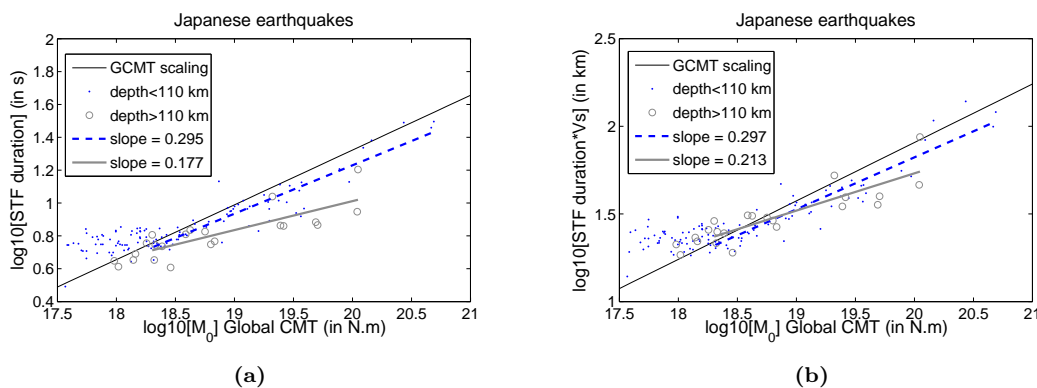 Japanese earthquakes
log10[STF duration] (in s)
2
1.8
1.6
1.4
1.2
1
0.8
0.6
0.4
GCMT scaling
depth<110 km
depth>110 km
slope = 0.295
slope = 0.177
17.5 18 18.5 19 19.5 20 20.5 21
log10[M0] Global CMT (in N.m)
(a)
Japanese earthquakes
log10[STF duration*Vs] (in km)
2.5
2
1.5
1
GCMT scaling
depth<110 km
depth>110 km
slope = 0.297
slope = 0.213
17.5 18 18.5 19 19.5 20 20.5 21
log10[M0] Global CMT (in N.m)
(b)